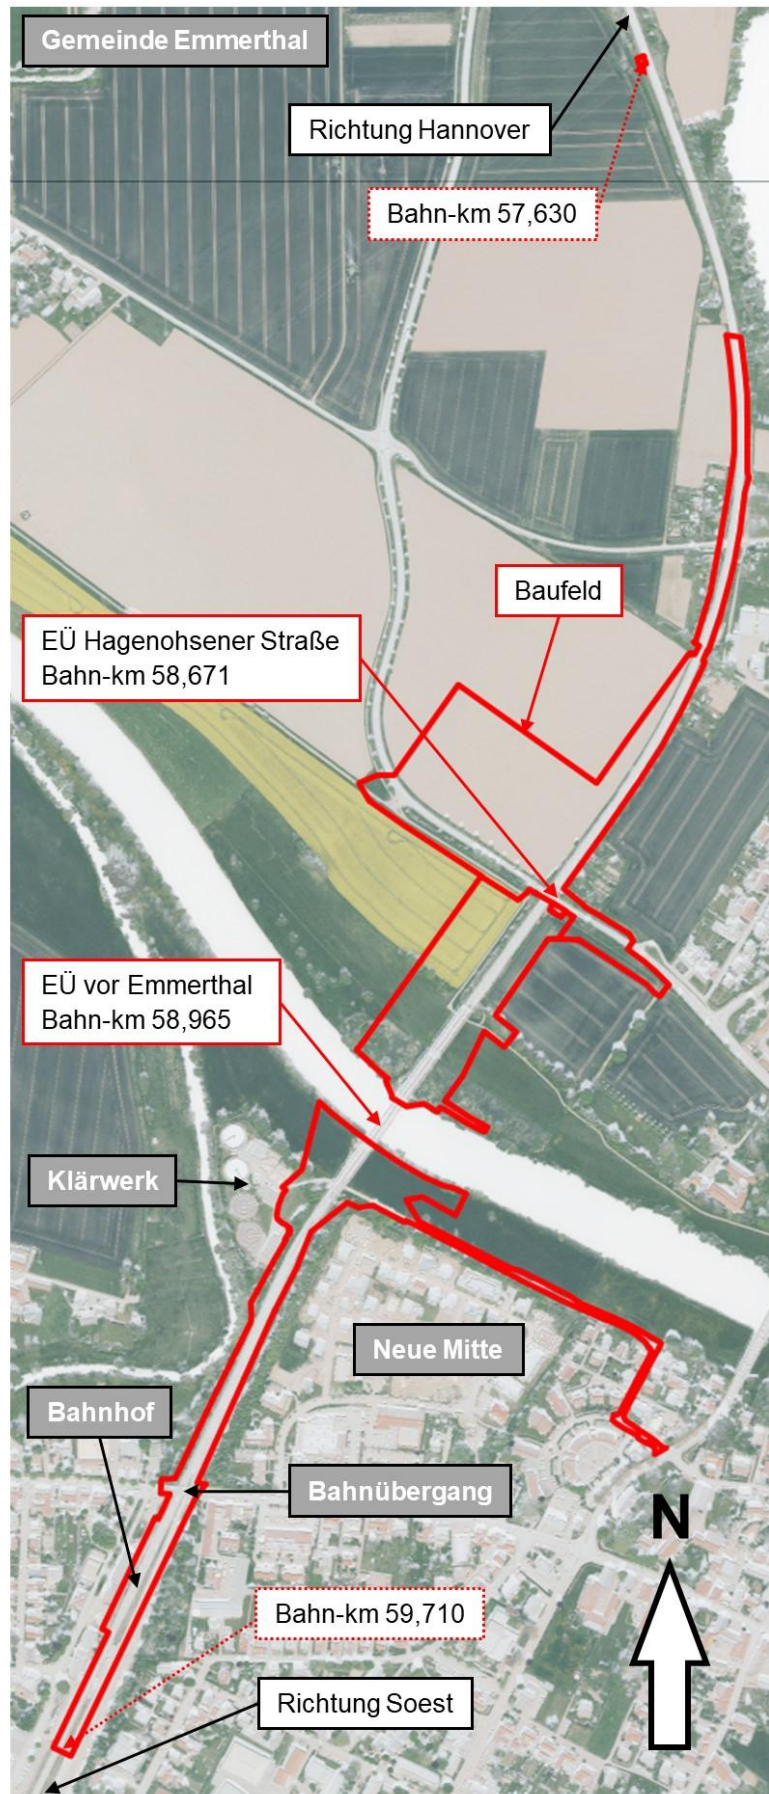 Gemeinde Emmerthal
Richtung Hannover
Bahn-km 57,630
Baufeld
EÜ Hagenohsener Straße
Bahn-km 58,671
EÜ vor Emmerthal
Bahn-km 58,965
Klärwerk
Neue Mitte
Bahnhof
Bahnübergang
N
Bahn-km 59,710
Richtung Soest